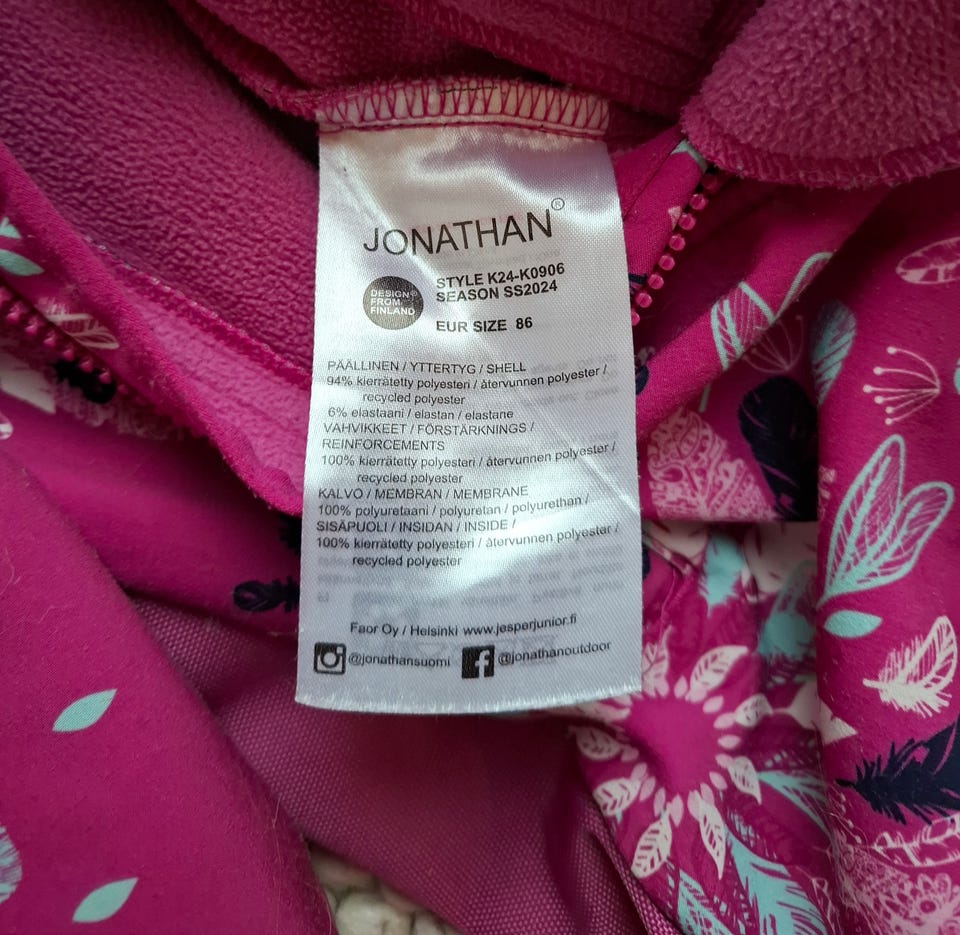 JONATHAN®
DESIGN
FROM
FINLAND
STYLE K24-K0906
SEASON SS2024
EUR SIZE 86
PÄÄLLINEN / YTTERTYG / SHELL
94% kierrätetty polyesteri / återvunnen polyester /
recycled polyester
6% elastaani / elastan / elastane
VAHVIKKEET / FÖRSTÄRKNINGS /
REINFORCEMENTS
100% kierrätetty polyesteri / återvunnen polyester /
recycled polyester
KALVO / MEMBRAN / MEMBRANE
100% polyuretaani / polyuretan / polyurethan /
SISÄPUOLI / INSIDAN / INSIDE /
100% kierrätetty polyesteri / återvunnen polyester /
recycled polyester
Faor Oy / Helsinki www.jesperjunior.fi
@jonathansuomi
@jonathanoutdoor